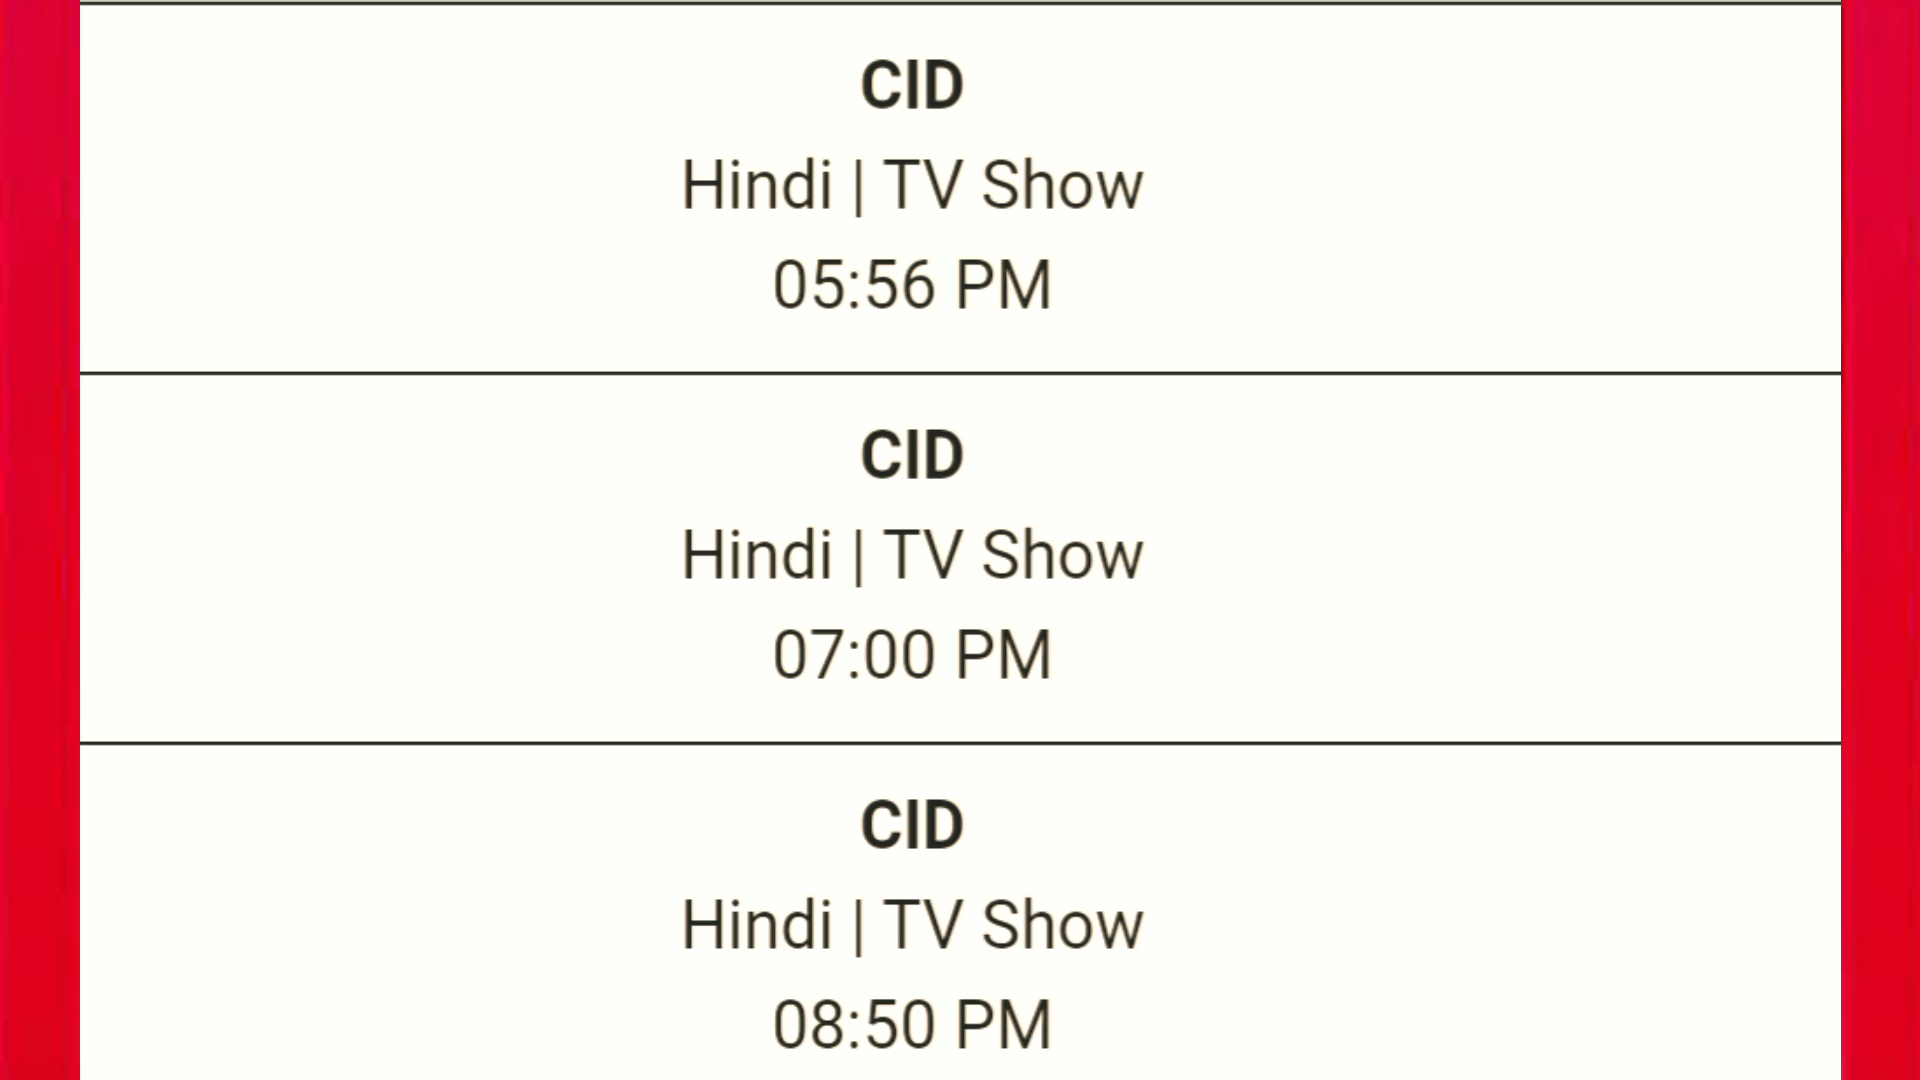 CID
Hindi | TV Show
05:56 PM
CID
Hindi | TV Show
07:00 PM
CID
Hindi | TV Show
08:50 PM